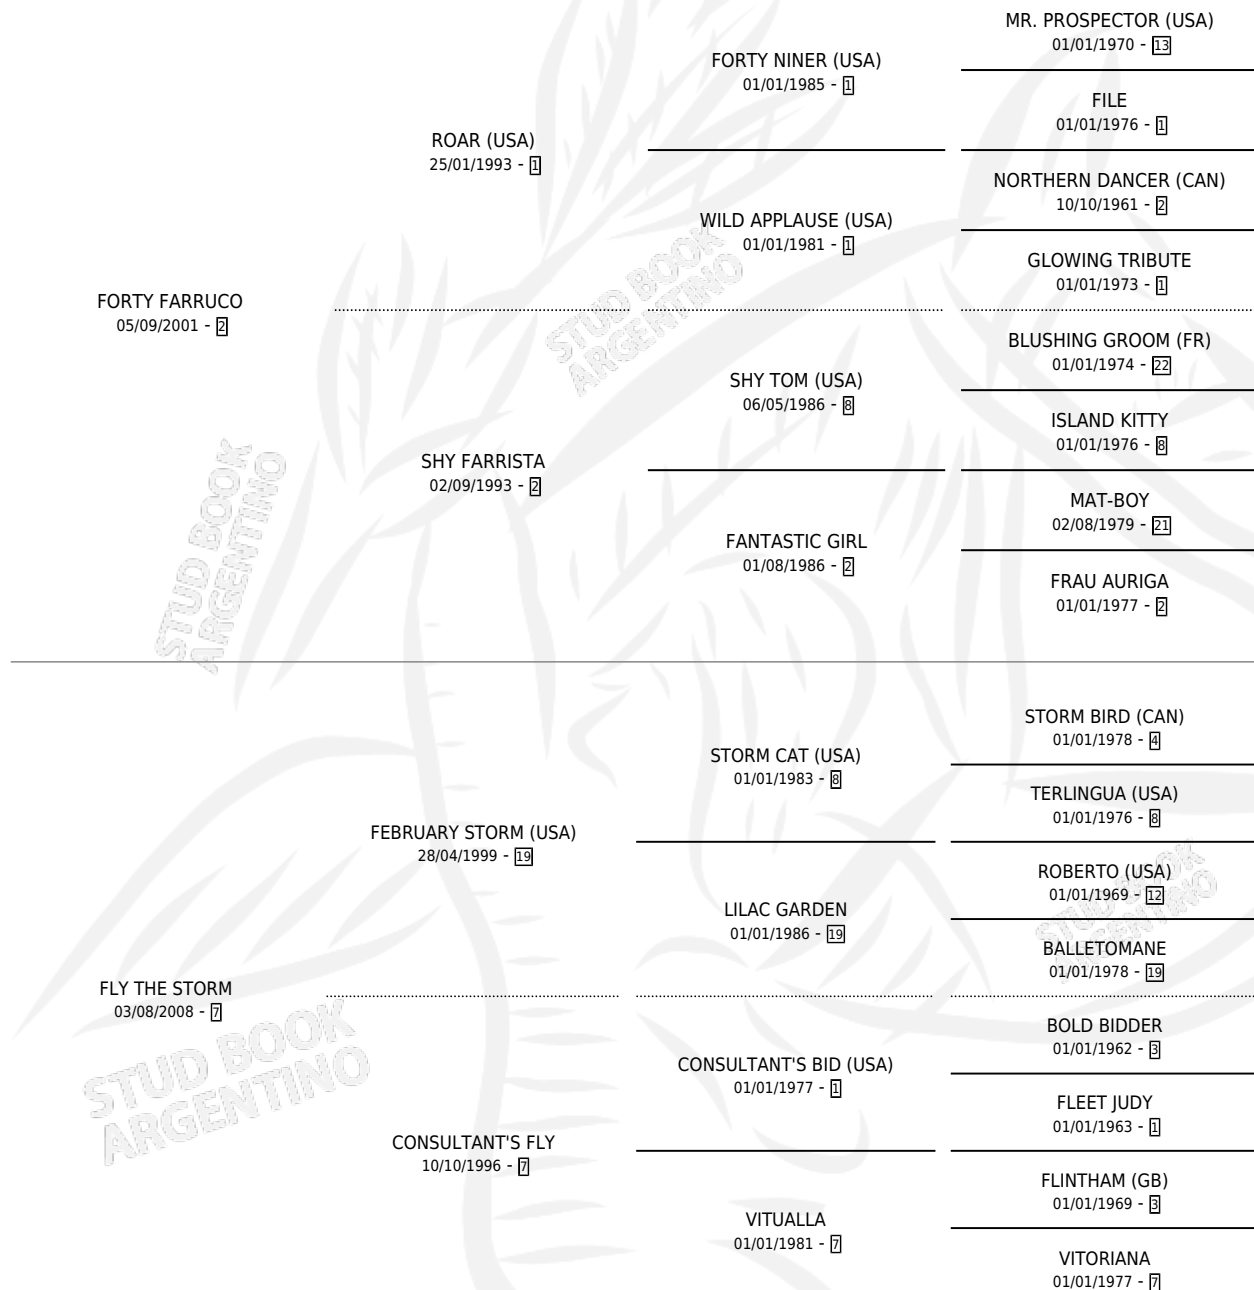 MR. PROSPECTOR (USA)
01/01/1970 - 13
FORTY NINER (USA)
01/01/1985 - 1
FILE
01/01/1976 - 1
ROAR (USA)
25/01/1993 - 1
NORTHERN DANCER (CAN)
10/10/1961 - 2
WILD APPLAUSE (USA)
01/01/1981 - 1
GLOWING TRIBUTE
01/01/1973 - 1
FORTY FARRUCO
05/09/2001 - 2
BLUSHING GROOM (FR)
01/01/1974 - 22
SHY TOM (USA)
06/05/1986 - 8
ISLAND KITTY
01/01/1976 - 8
SHY FARRISTA
02/09/1993 - 2
MAT-BOY
02/08/1979 - 21
FANTASTIC GIRL
01/08/1986 - 2
FRAU AURIGA
01/01/1977 - 2
STORM BIRD (CAN)
01/01/1978 - 4
STORM CAT (USA)
01/01/1983 - 8
TERLINGUA (USA)
01/01/1976 - 8
FEBRUARY STORM (USA)
28/04/1999 - 19
ROBERTO (USA)
01/01/1969 - 12
LILAC GARDEN
01/01/1986 - 19
BALLETOMANE
01/01/1978 - 19
FLY THE STORM
03/08/2008 - 7
BOLD BIDDER
01/01/1962 - 3
CONSULTANT'S BID (USA)
01/01/1977 - 1
FLEET JUDY
01/01/1963 - 1
CONSULTANT'S FLY
10/10/1996 - 7
FLINTHAM (GB)
01/01/1969 - 3
VITUALLA
01/01/1981 - 7
VITORIANA
01/01/1977 - 7
STUD BOOK
ARGENTINO
STUD BOOK
ARGENTINO
STUD BOOK
ARGENTINO
STUD BOOK
ARGENTINO